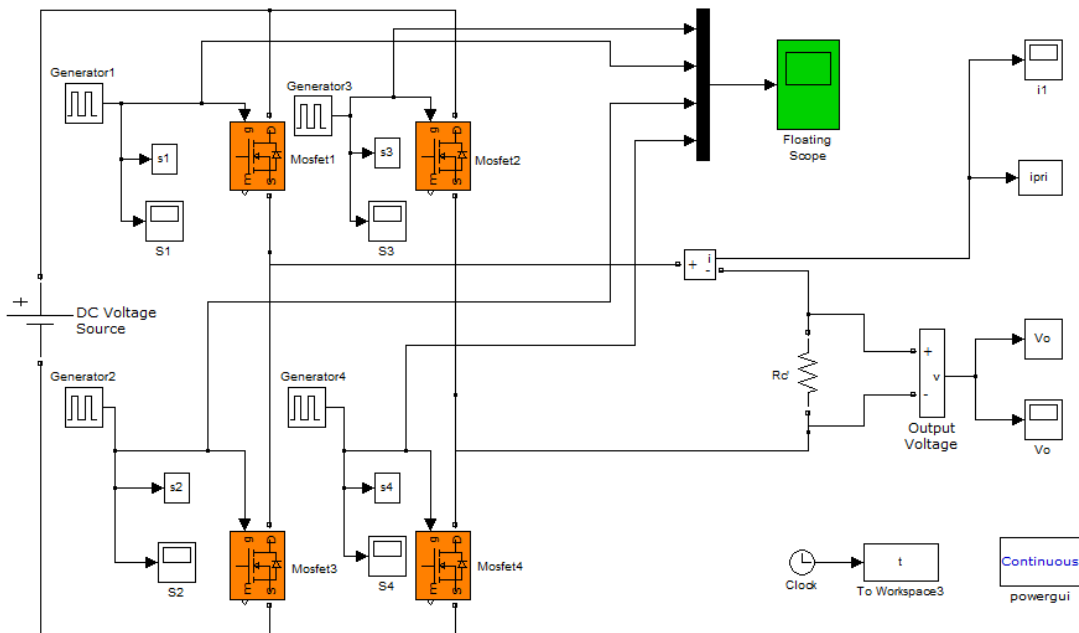 Generator1
Generator3
g
D
m
S
Mosfet1
g
D
m
S
Mosfet2
s1
s3
S1
S3
Floating
Scope
i1
ipri
+
i
-
+
DC Voltage
Source
Generator2
Generator4
Rc'
+
v
-
Output
Voltage
Vo
Vo
s2
s4
S2
S4
g
D
m
S
Mosfet3
g
D
m
S
Mosfet4
Clock
t
To Workspace3
Continuous
powergui